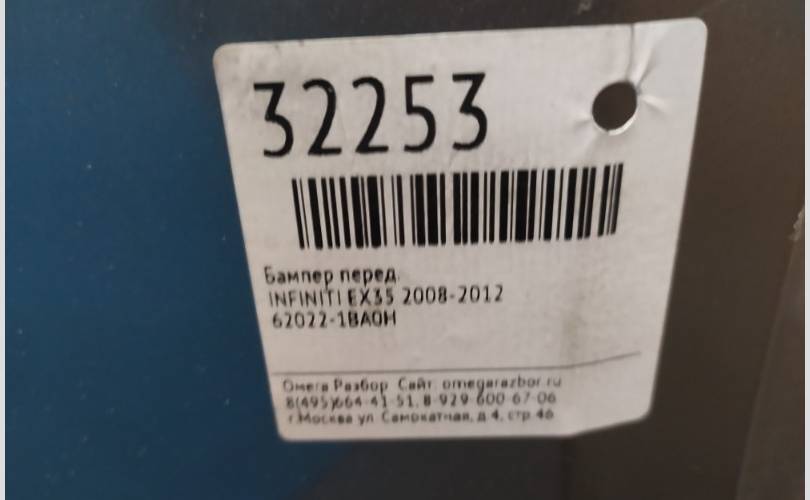 32253
Бампер перед.
INFINITI EX35 2008-2012
62022-1BA0H
Омега Разбор Сайт: omegarazbor.ru
8(495)664-41-51, 8-929-600-67-06
г.Москва ул. Самокатная, д 4, стр 46